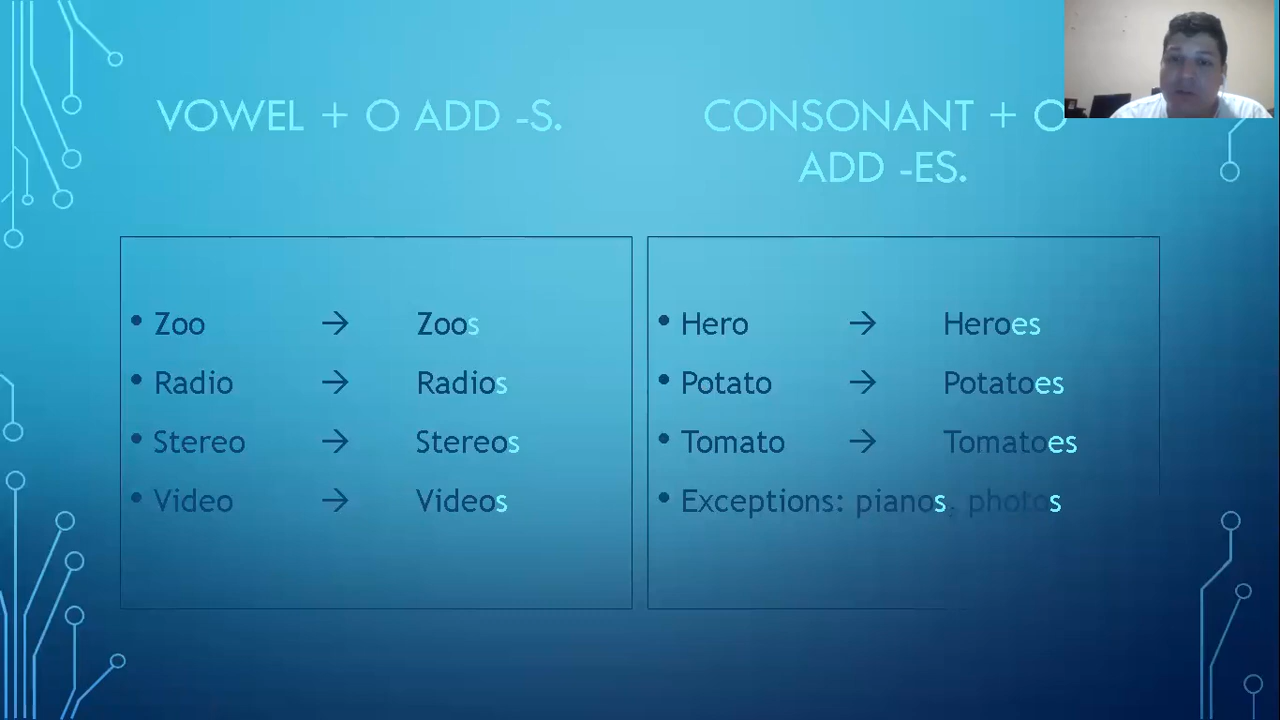 VOWEL + O ADD -S.
Zoo → Zoos
Radio → Radios
Stereo → Stereos
Video → Videos
CONSONANT + O
ADD -ES.
Hero → Heroes
Potato → Potatoes
Tomato → Tomatoes
Exceptions: pianos, photos